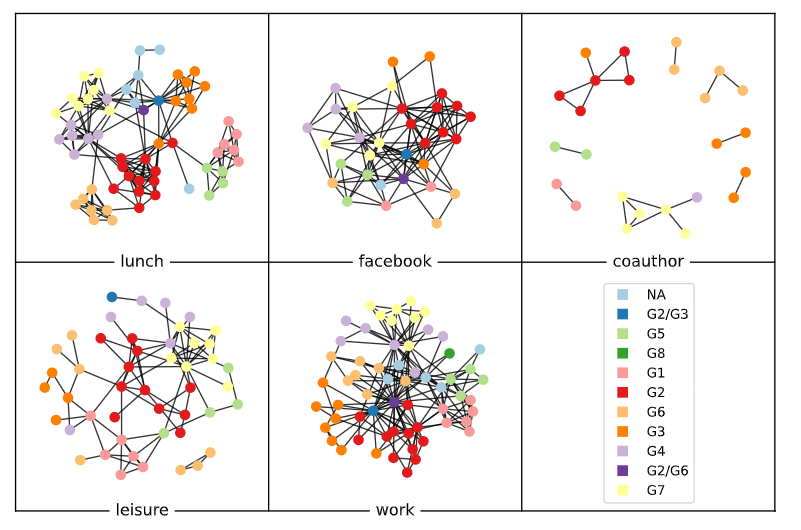 lunch
facebook
coauthor
leisure
work
NA
G2/G3
G5
G8
G1
G2
G6
G3
G4
G2/G6
G7